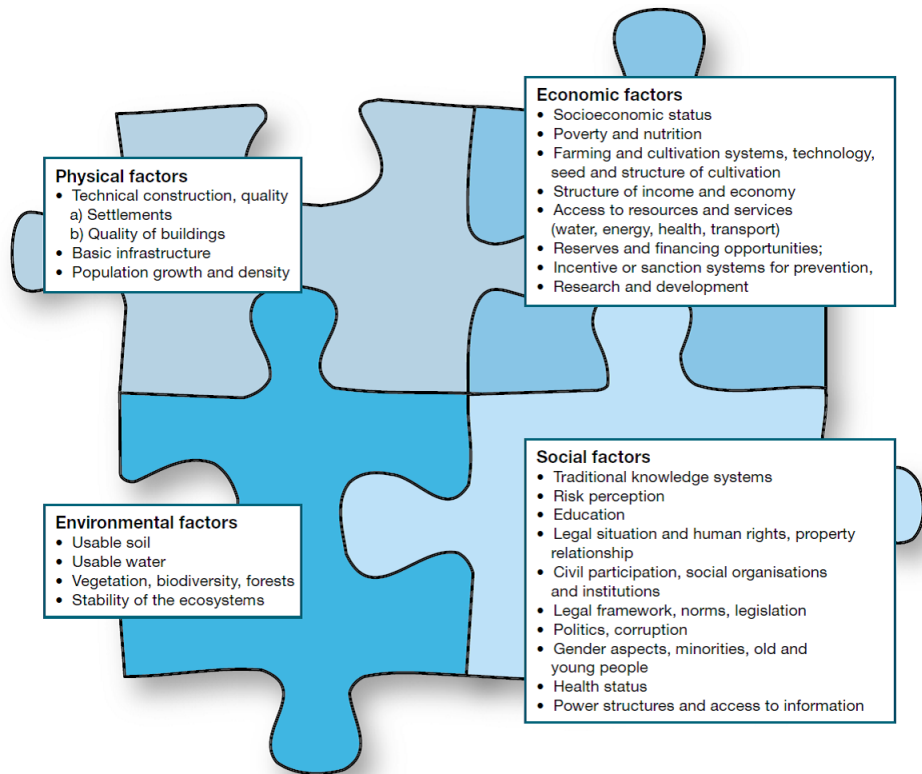 Physical factors
• Technical construction, quality
a) Settlements
b) Quality of buildings
• Basic infrastructure
• Population growth and density
Economic factors
• Socioeconomic status
• Poverty and nutrition
• Farming and cultivation systems, technology,
seed and structure of cultivation
• Structure of income and economy
• Access to resources and services
(water, energy, health, transport)
• Reserves and financing opportunities;
• Incentive or sanction systems for prevention,
• Research and development
Environmental factors
• Usable soil
• Usable water
• Vegetation, biodiversity, forests
• Stability of the ecosystems
Social factors
• Traditional knowledge systems
• Risk perception
• Education
• Legal situation and human rights, property
relationship
• Civil participation, social organisations
and institutions
• Legal framework, norms, legislation
• Politics, corruption
• Gender aspects, minorities, old and
young people
• Health status
• Power structures and access to information